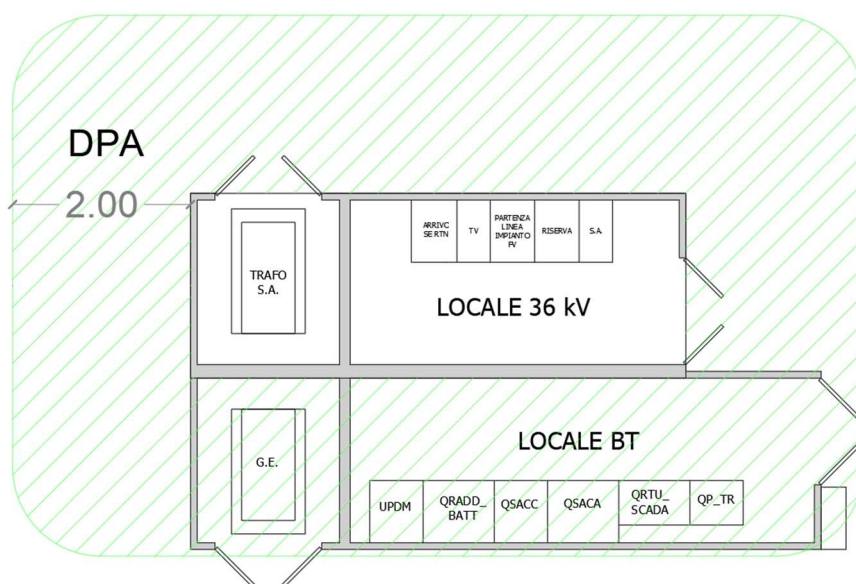 DPA
2.00
ARRIVO
SE RTN
TV
PARTENZA
LINEA
IMPIANTO
FV
RISERVA
S.A.
TRAFO
S.A.
LOCALE 36 kV
LOCALE BT
G.E.
UPDM
QRADD_
BATT
QSACC
QSACA
QRTU_
SCADA
QP_TR